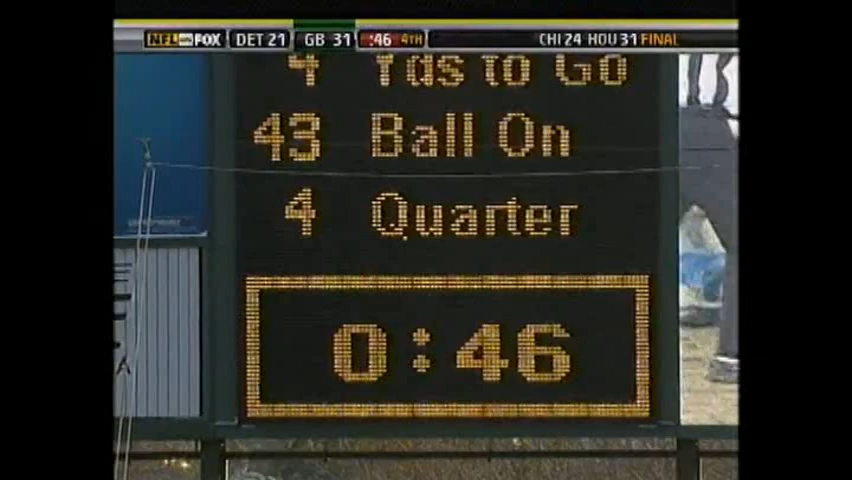 NFL on FOX DET 21 GB 31 :46 4TH CHI 24 HOU 31 FINAL
4 Yds to Go
43 Ball On
4 Quarter
0:46